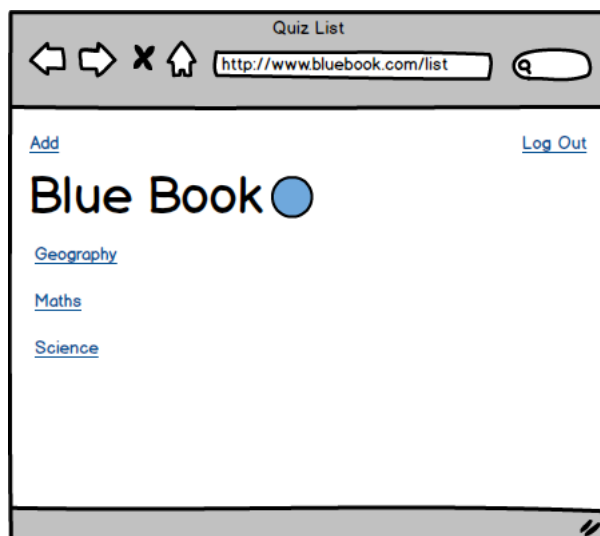 Quiz List
http://www.bluebook.com/list
Add
Log Out
Blue Book
Geography
Maths
Science